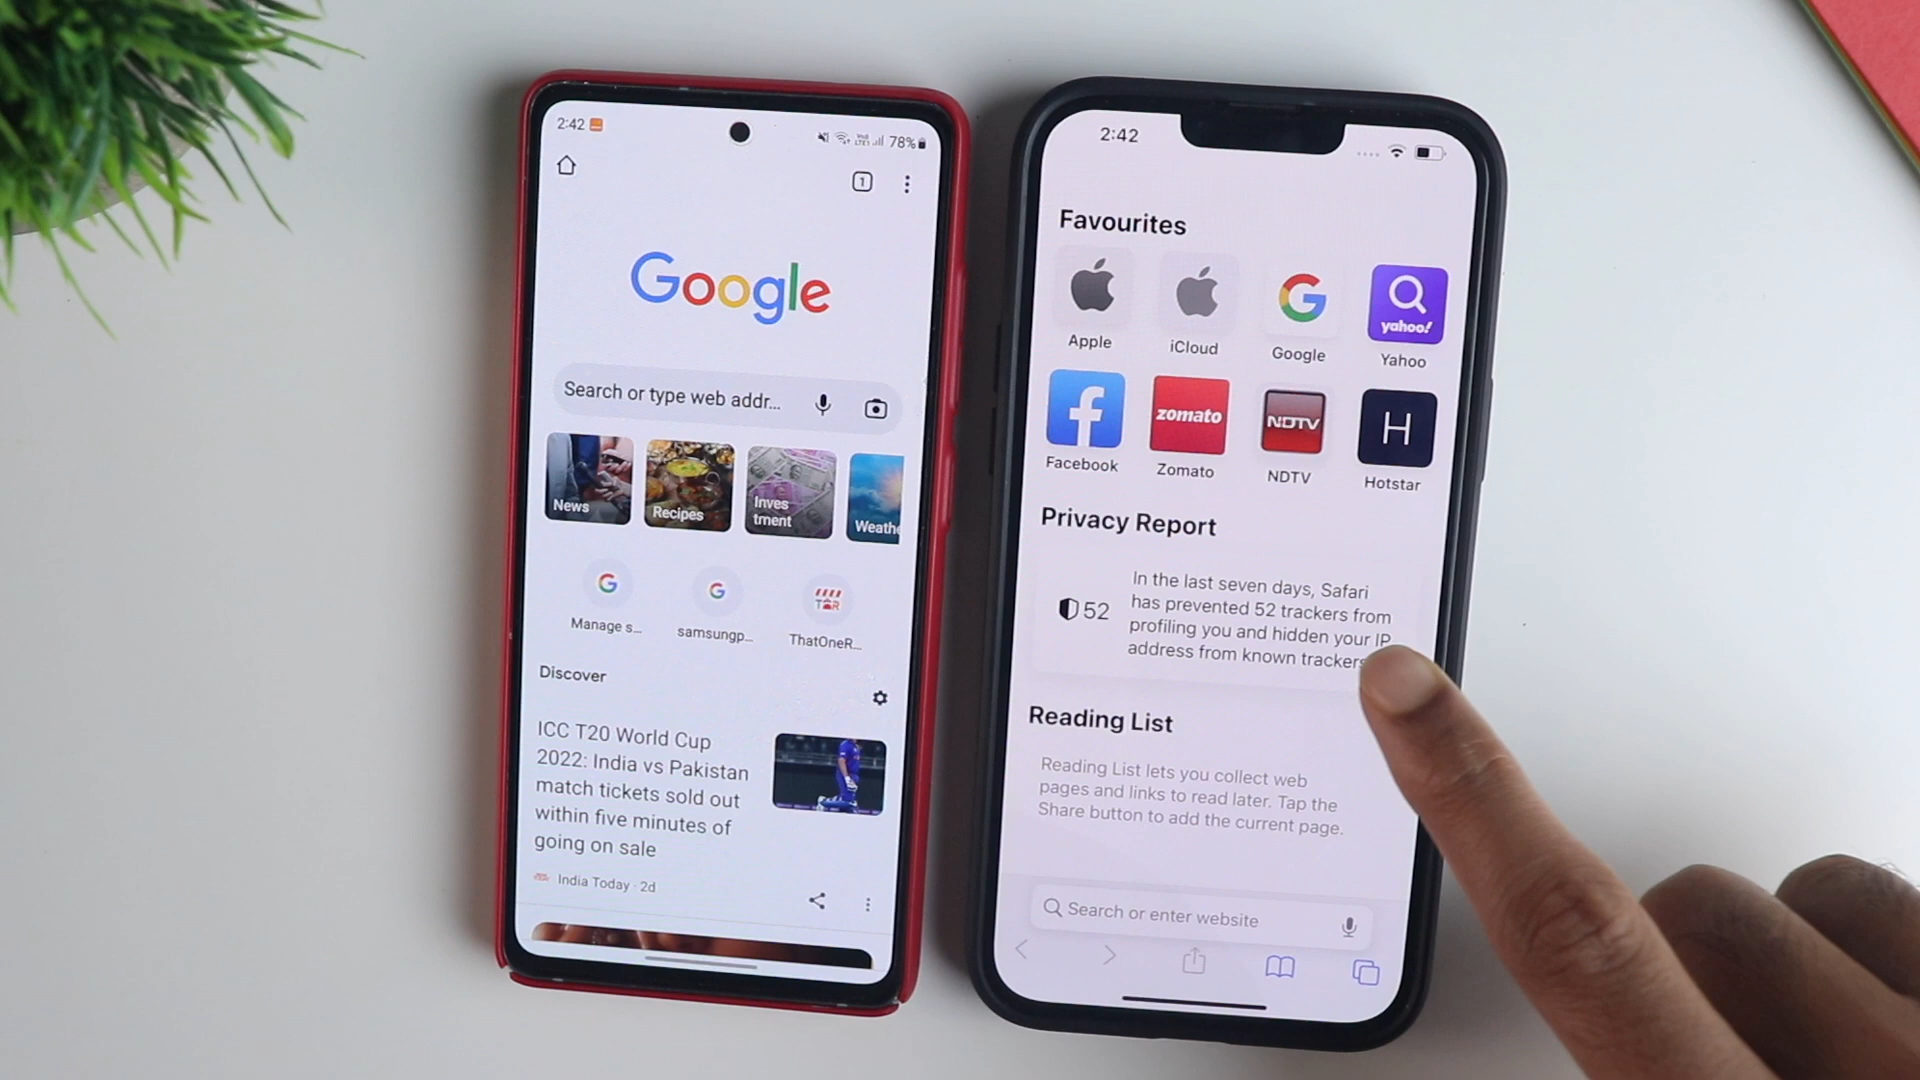 2:42
78%
1
Google
Search or type web addr...
News
Recipes
Inves
tment
Weathe
Manage s...
samsungp...
ThatOneR...
Discover
ICC T20 World Cup
2022: India vs Pakistan
match tickets sold out
within five minutes of
going on sale
India Today · 2d
2:42
Favourites
yahoo!
Apple
iCloud
Google
Yahoo
zomato
NDTV
H
Facebook
Zomato
NDTV
Hotstar
Privacy Report
52
In the last seven days, Safari
has prevented 52 trackers from
profiling you and hidden your IP
address from known trackers
Reading List
Reading List lets you collect web
pages and links to read later. Tap the
Share button to add the current page.
Search or enter website